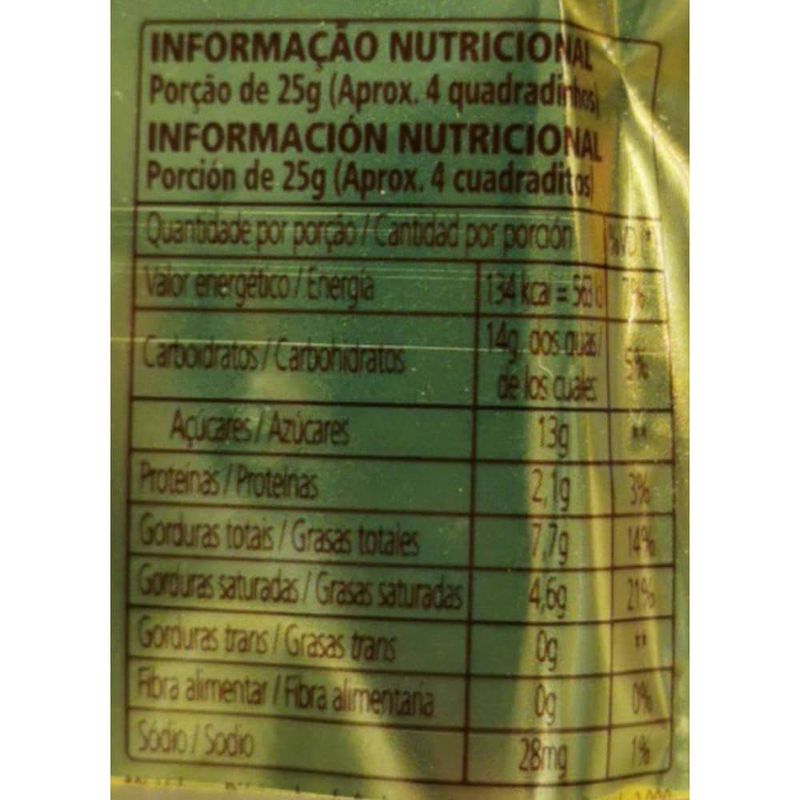 INFORMAÇÃO NUTRICIONAL
Porção de 25g (Aprox. 4 quadradinhos)
INFORMACIÓN NUTRICIONAL
Porción de 25g (Aprox. 4 cuadraditos)
Quantidade por porção / Cantidad por porción %VD*
Valor energético / Energía 134 kcal = 563 kJ 7%
Carboidratos / Carbohidratos 14g, dos quais / de los cuales 5%
Açúcares / Azúcares 13g **
Proteínas / Proteínas 2,1g 3%
Gorduras totais / Grasas totales 7,7g 14%
Gorduras saturadas / Grasas saturadas 4,6g 21%
Gorduras trans / Grasas trans 0g **
Fibra alimentar / Fibra alimentaria 0g 0%
Sódio / Sodio 28mg 1%